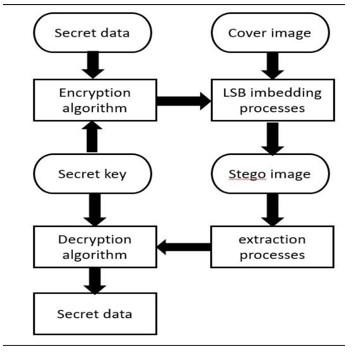 Secret data
Cover image
Encryption
algorithm
LSB imbedding
processes
Secret key
Stego image
Decryption
algorithm
extraction
processes
Secret data